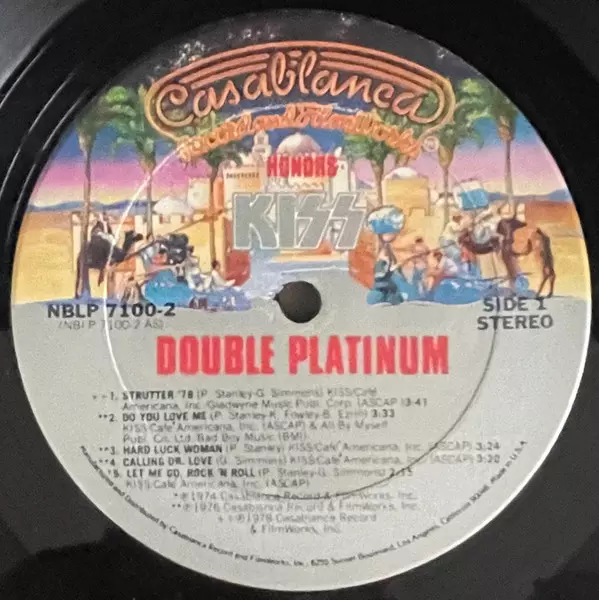 Casablanca
Record and FilmWorks
HONORS
KISS
NBLP 7100-2
(NBLP 7100-2 AS)
SIDE 1
STEREO
DOUBLE PLATINUM
++1. STRUTTER '78 (P. Stanley-G. Simmons) KISS/Café
Americana, Inc./Gladwyne Music Publ. Corp. (ASCAP) 3:41
**2. DO YOU LOVE ME (P. Stanley-K. Fowley-B. Ezrin) 3:33
KISS/Café Americana, Inc. (ASCAP) & All By Myself
Publ. Co. Ltd./Bad Boy Music (BMI)
**3. HARD LUCK WOMAN (P. Stanley) KISS/Café Americana, Inc. (ASCAP) 3:24
**4. CALLING DR. LOVE (G. Simmons) KISS/Café Americana, Inc. (ASCAP) 3:20
*5. LET ME GO, ROCK 'N ROLL (P. Stanley-G. Simmons) 2:15
KISS/Café Americana, Inc. (ASCAP)
*℗ 1974 Casablanca Record & FilmWorks, Inc.
**℗ 1976 Casablanca Record & FilmWorks, Inc.
++℗ 1978 Casablanca Record
& FilmWorks, Inc.
Manufactured and Distributed by Casablanca Record and FilmWorks, Inc., 8255 Sunset Boulevard, Los Angeles, California 90046, Made in U.S.A.